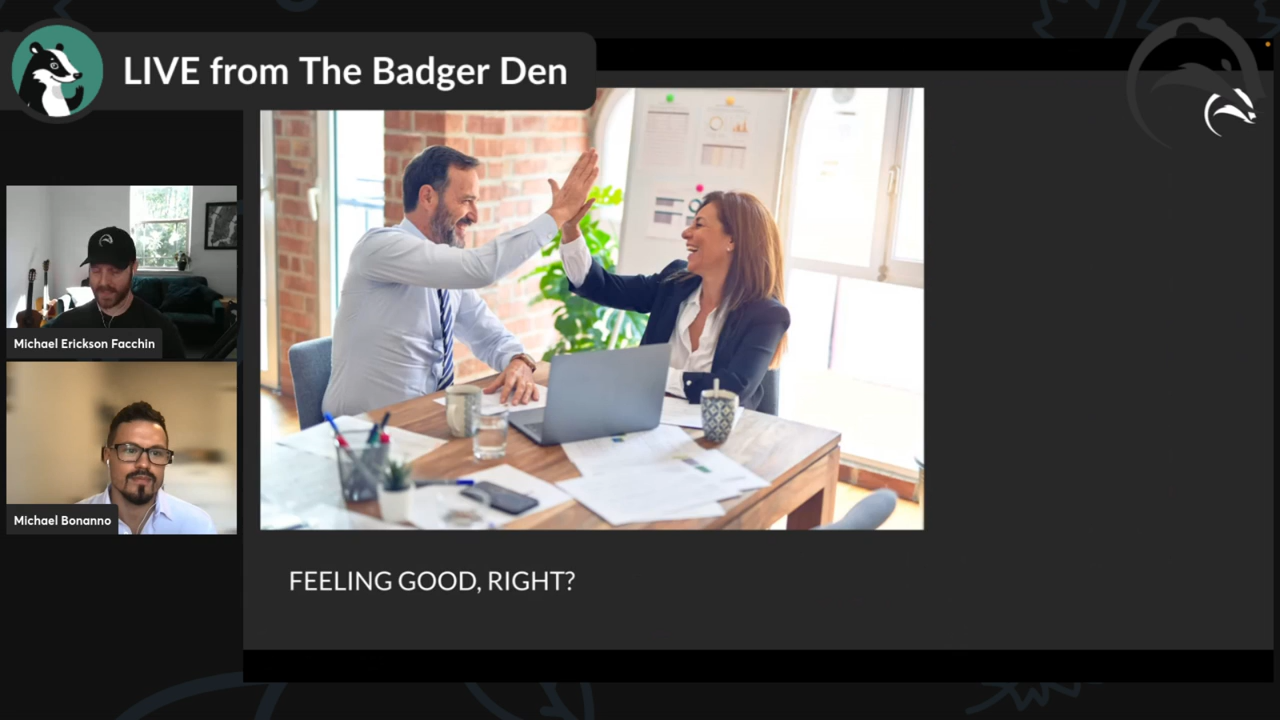 LIVE from The Badger Den
Michael Erickson Facchin
Michael Bonanno
FEELING GOOD, RIGHT?